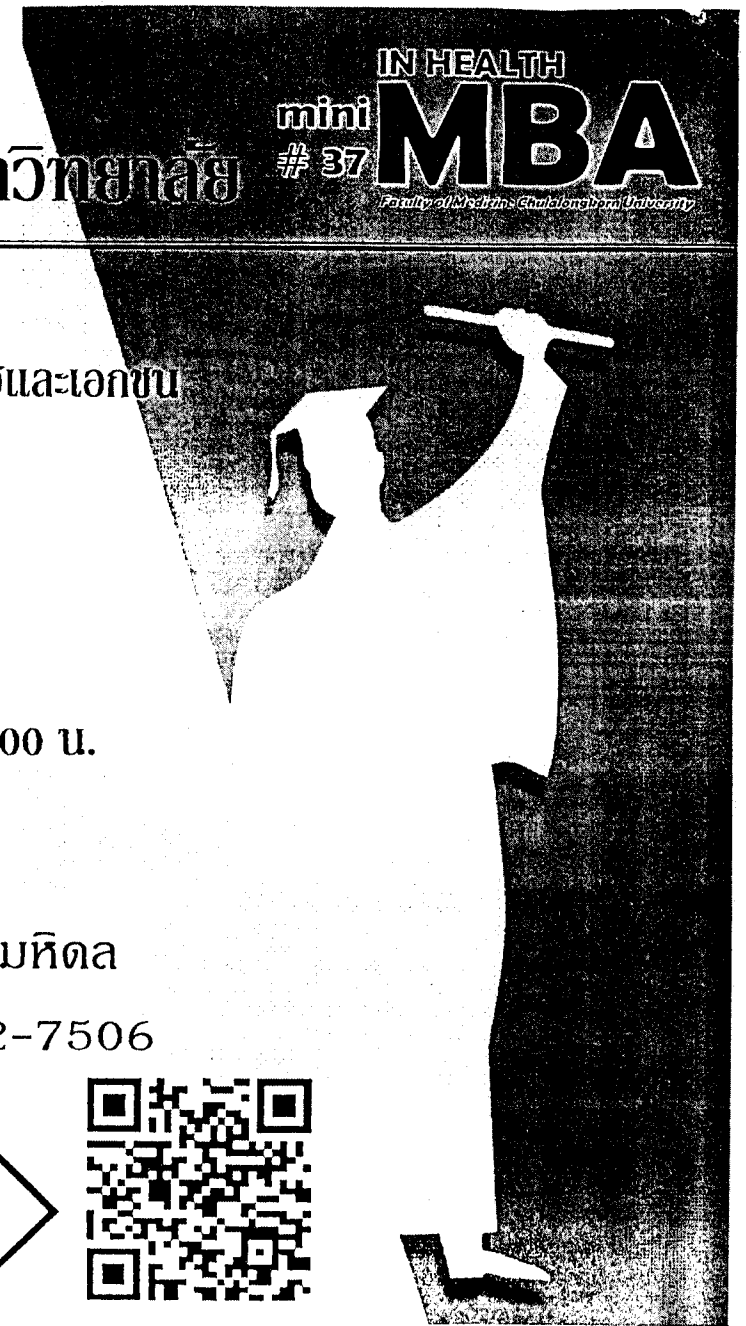 IN HEALTH
mini MBA
# 37
Faculty of Medicine Chulalongkorn University
วิทยาลัย
และเอกชน
00 น.
มหิดล
2-7506